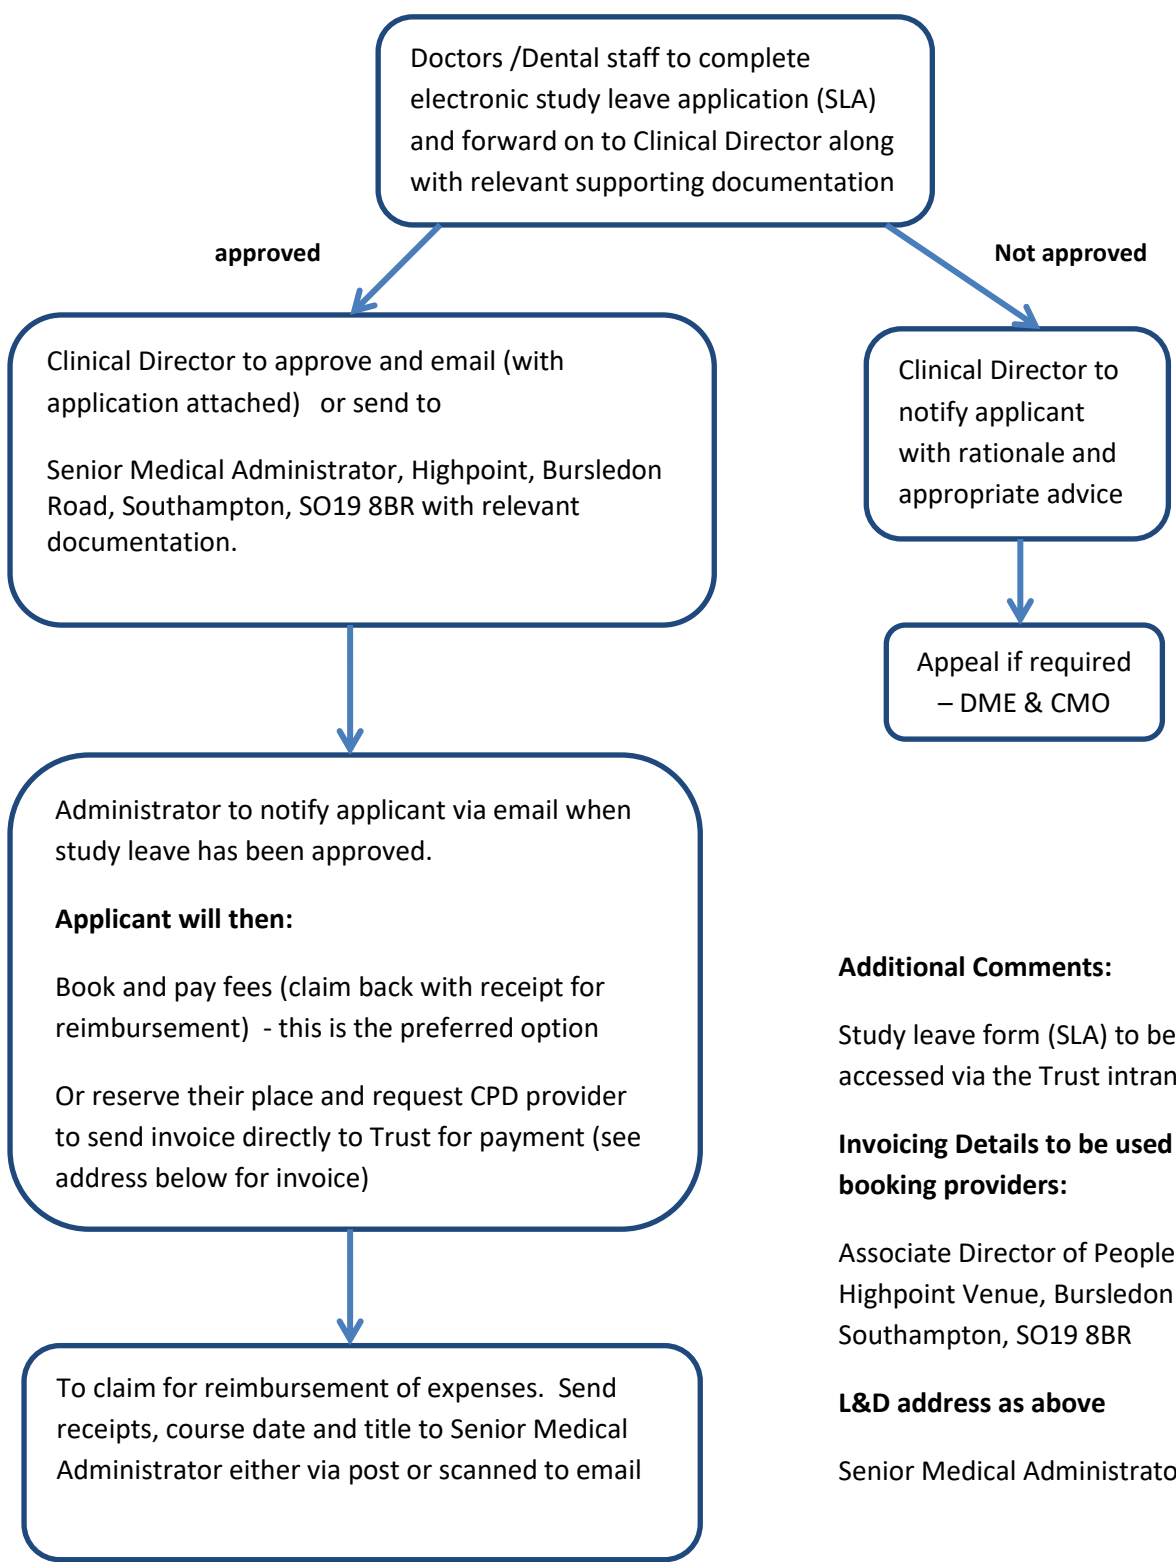 Doctors /Dental staff to complete
electronic study leave application (SLA)
and forward on to Clinical Director along
with relevant supporting documentation
approved
Not approved
Clinical Director to approve and email (with
application attached)   or send to
Senior Medical Administrator, Highpoint, Bursledon
Road, Southampton, SO19 8BR with relevant
documentation.
Clinical Director to
notify applicant
with rationale and
appropriate advice
Appeal if required
– DME & CMO
Administrator to notify applicant via email when
study leave has been approved.
Applicant will then:
Book and pay fees (claim back with receipt for
reimbursement)  - this is the preferred option
Or reserve their place and request CPD provider
to send invoice directly to Trust for payment (see
address below for invoice)
To claim for reimbursement of expenses.  Send
receipts, course date and title to Senior Medical
Administrator either via post or scanned to email
Additional Comments:
Study leave form (SLA) to be
accessed via the Trust intran
Invoicing Details to be used
booking providers:
Associate Director of People
Highpoint Venue, Bursledon
Southampton, SO19 8BR
L&D address as above
Senior Medical Administrato